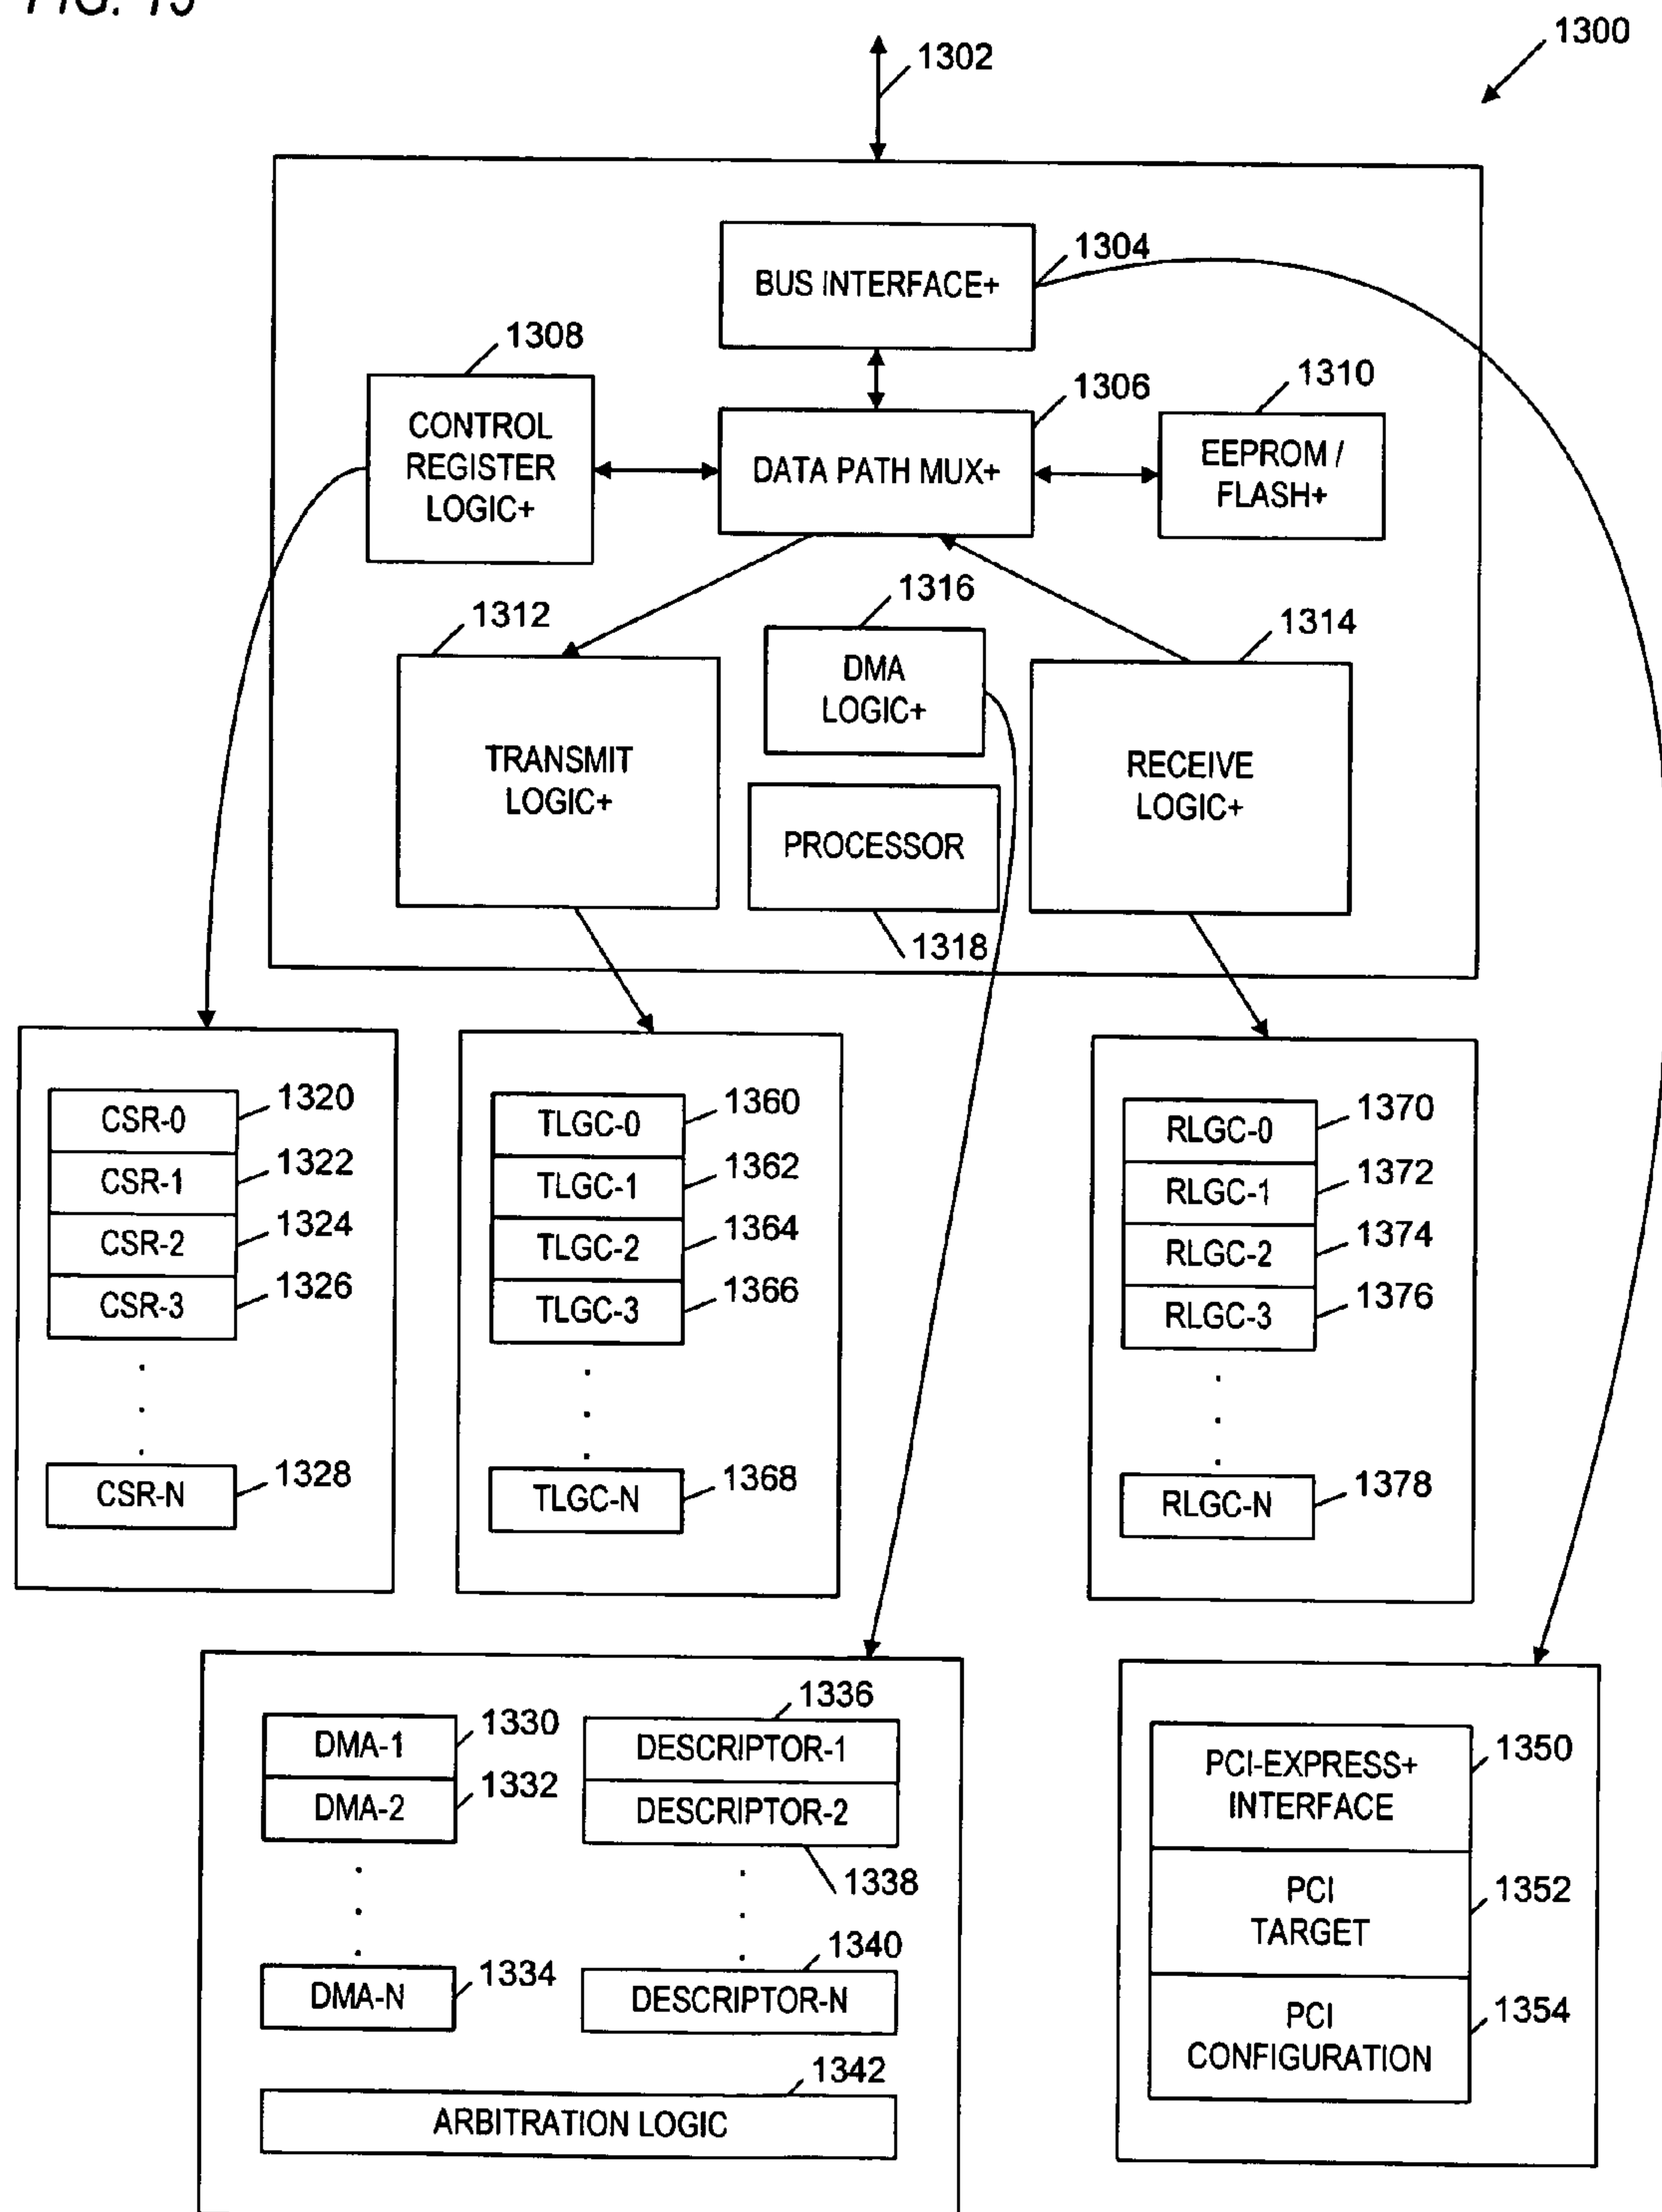 FIG. 13
1300
1302
1304
BUS INTERFACE+
1308
CONTROL
REGISTER
LOGIC+
1306
DATA PATH MUX+
1310
EEPROM /
FLASH+
1312
TRANSMIT
LOGIC+
1316
DMA
LOGIC+
PROCESSOR
1318
1314
RECEIVE
LOGIC+
CSR-0
1320
CSR-1
1322
CSR-2
1324
CSR-3
1326
CSR-N
1328
TLGC-0
1360
TLGC-1
1362
TLGC-2
1364
TLGC-3
1366
TLGC-N
1368
RLGC-0
1370
RLGC-1
1372
RLGC-2
1374
RLGC-3
1376
RLGC-N
1378
DMA-1
1330
DMA-2
1332
DMA-N
1334
1336
DESCRIPTOR-1
DESCRIPTOR-2
1338
1340
DESCRIPTOR-N
1342
ARBITRATION LOGIC
PCI-EXPRESS+
INTERFACE
1350
PCI
TARGET
1352
PCI
CONFIGURATION
1354